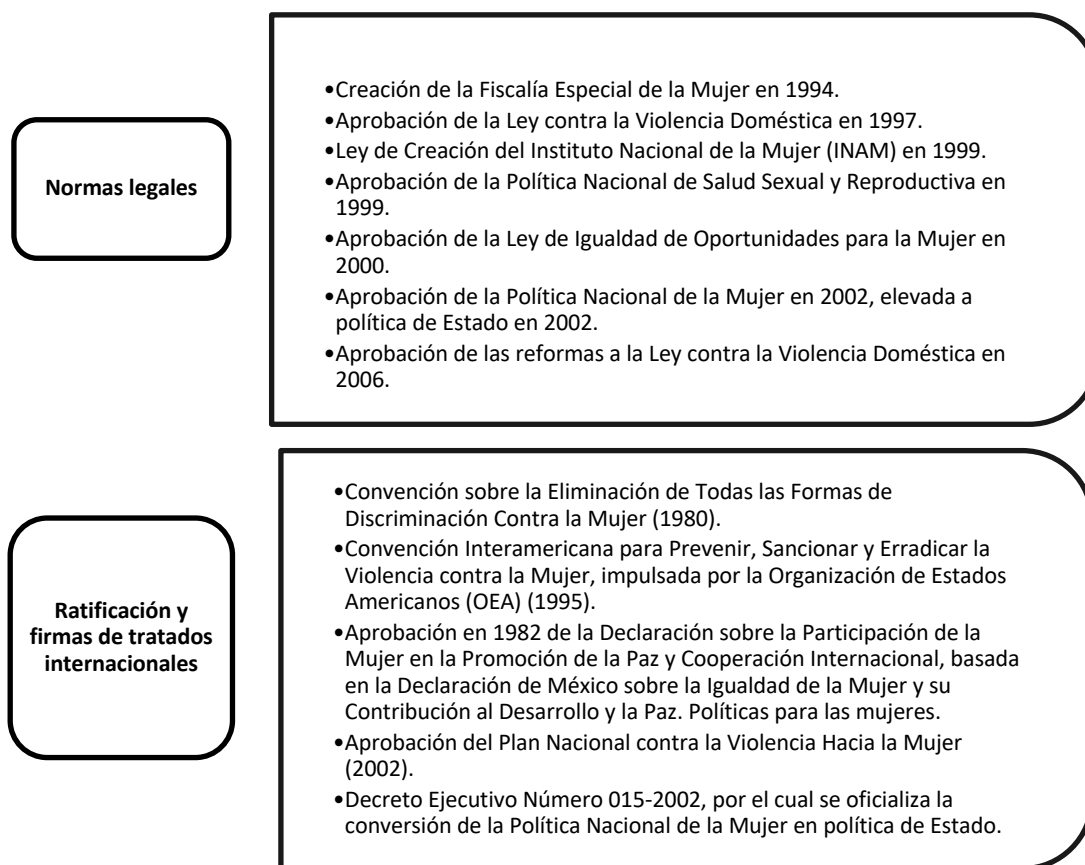 Normas legales
•Creación de la Fiscalía Especial de la Mujer en 1994.
•Aprobación de la Ley contra la Violencia Doméstica en 1997.
•Ley de Creación del Instituto Nacional de la Mujer (INAM) en 1999.
•Aprobación de la Política Nacional de Salud Sexual y Reproductiva en
1999.
•Aprobación de la Ley de Igualdad de Oportunidades para la Mujer en
2000.
•Aprobación de la Política Nacional de la Mujer en 2002, elevada a
política de Estado en 2002.
•Aprobación de las reformas a la Ley contra la Violencia Doméstica en
2006.
Ratificación y
firmas de tratados
internacionales
•Convención sobre la Eliminación de Todas las Formas de
Discriminación Contra la Mujer (1980).
•Convención Interamericana para Prevenir, Sancionar y Erradicar la
Violencia contra la Mujer, impulsada por la Organización de Estados
Americanos (OEA) (1995).
•Aprobación en 1982 de la Declaración sobre la Participación de la
Mujer en la Promoción de la Paz y Cooperación Internacional, basada
en la Declaración de México sobre la Igualdad de la Mujer y su
Contribución al Desarrollo y la Paz. Políticas para las mujeres.
•Aprobación del Plan Nacional contra la Violencia Hacia la Mujer
(2002).
•Decreto Ejecutivo Número 015-2002, por el cual se oficializa la
conversión de la Política Nacional de la Mujer en política de Estado.